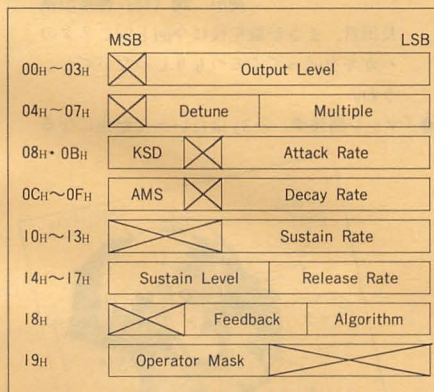 MSB LSB
00H～03H Output Level
04H～07H Detune Multiple
08H・0BH KSD Attack Rate
0CH～0FH AMS Decay Rate
10H～13H Sustain Rate
14H～17H Sustain Level Release Rate
18H Feedback Algorithm
19H Operator Mask